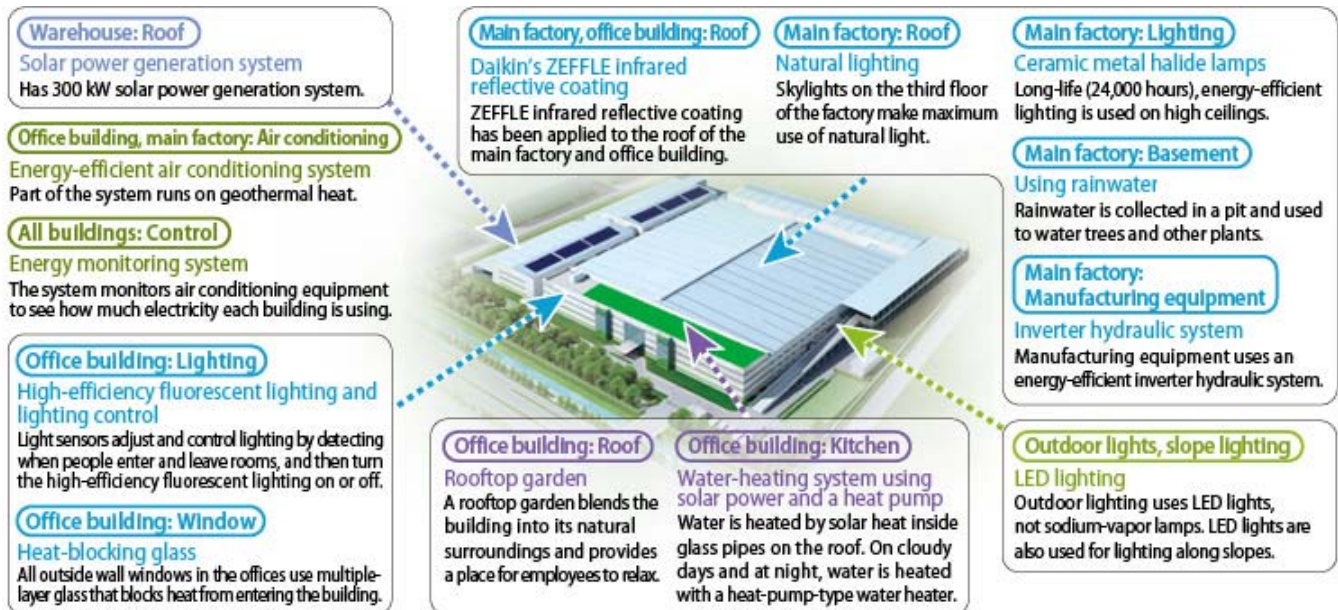 Warehouse: Roof
Solar power generation system
Has 300 kW solar power generation system.
Office building, main factory: Air conditioning
Energy-efficient air conditioning system
Part of the system runs on geothermal heat.
All buildings: Control
Energy monitoring system
The system monitors air conditioning equipment
to see how much electricity each building is using.
Office building: Lighting
High-efficiency fluorescent lighting and
lighting control
Light sensors adjust and control lighting by detecting
when people enter and leave rooms, and then turn
the high-efficiency fluorescent lighting on or off.
Office building: Window
Heat-blocking glass
All outside wall windows in the offices use multiple-
layer glass that blocks heat from entering the building.
Main factory, office building: Roof
Daikin's ZEFFLE infrared
reflective coating
ZEFFLE infrared reflective coating
has been applied to the roof of the
main factory and office building.
Main factory: Roof
Natural lighting
Skylights on the third floor
of the factory make maximum
use of natural light.
Main factory: Lighting
Ceramic metal halide lamps
Long-life (24,000 hours), energy-efficient
lighting is used on high ceilings.
Main factory: Basement
Using rainwater
Rainwater is collected in a pit and used
to water trees and other plants.
Main factory:
Manufacturing equipment
Inverter hydraulic system
Manufacturing equipment uses an
energy-efficient inverter hydraulic system.
Office building: Roof
Rooftop garden
A rooftop garden blends the
building into its natural
surroundings and provides
a place for employees to relax.
Office building: Kitchen
Water-heating system using
solar power and a heat pump
Water is heated by solar heat inside
glass pipes on the roof. On cloudy
days and at night, water is heated
with a heat-pump-type water heater.
Outdoor lights, slope lighting
LED lighting
Outdoor lighting uses LED lights,
not sodium-vapor lamps. LED lights are
also used for lighting along slopes.